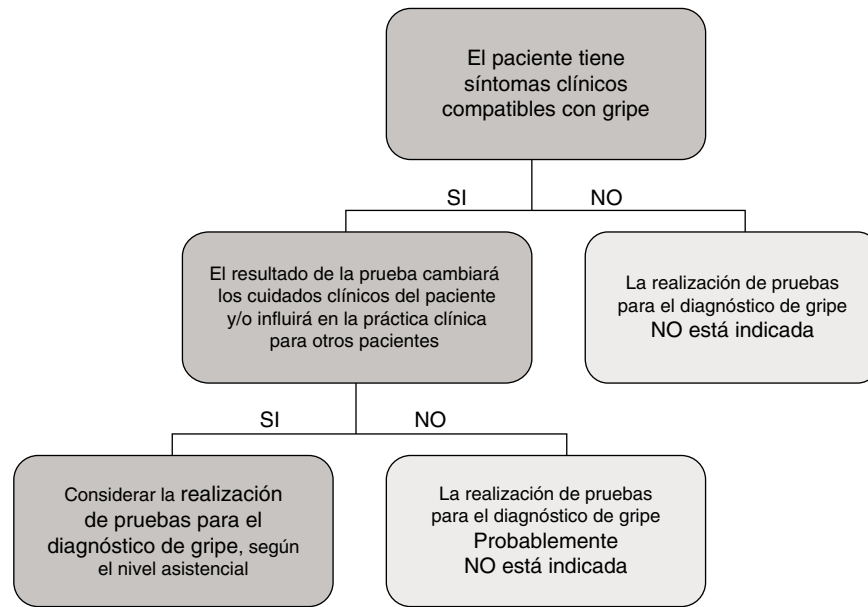 El paciente tiene
síntomas clínicos
compatibles con gripe
SI
NO
El resultado de la prueba cambiará
los cuidados clínicos del paciente
y/o influirá en la práctica clínica
para otros pacientes
La realización de pruebas
para el diagnóstico de gripe
NO está indicada
SI
NO
Considerar la realización
de pruebas para el
diagnóstico de gripe, según
el nivel asistencial
La realización de pruebas
para el diagnóstico de gripe
Probablemente
NO está indicada